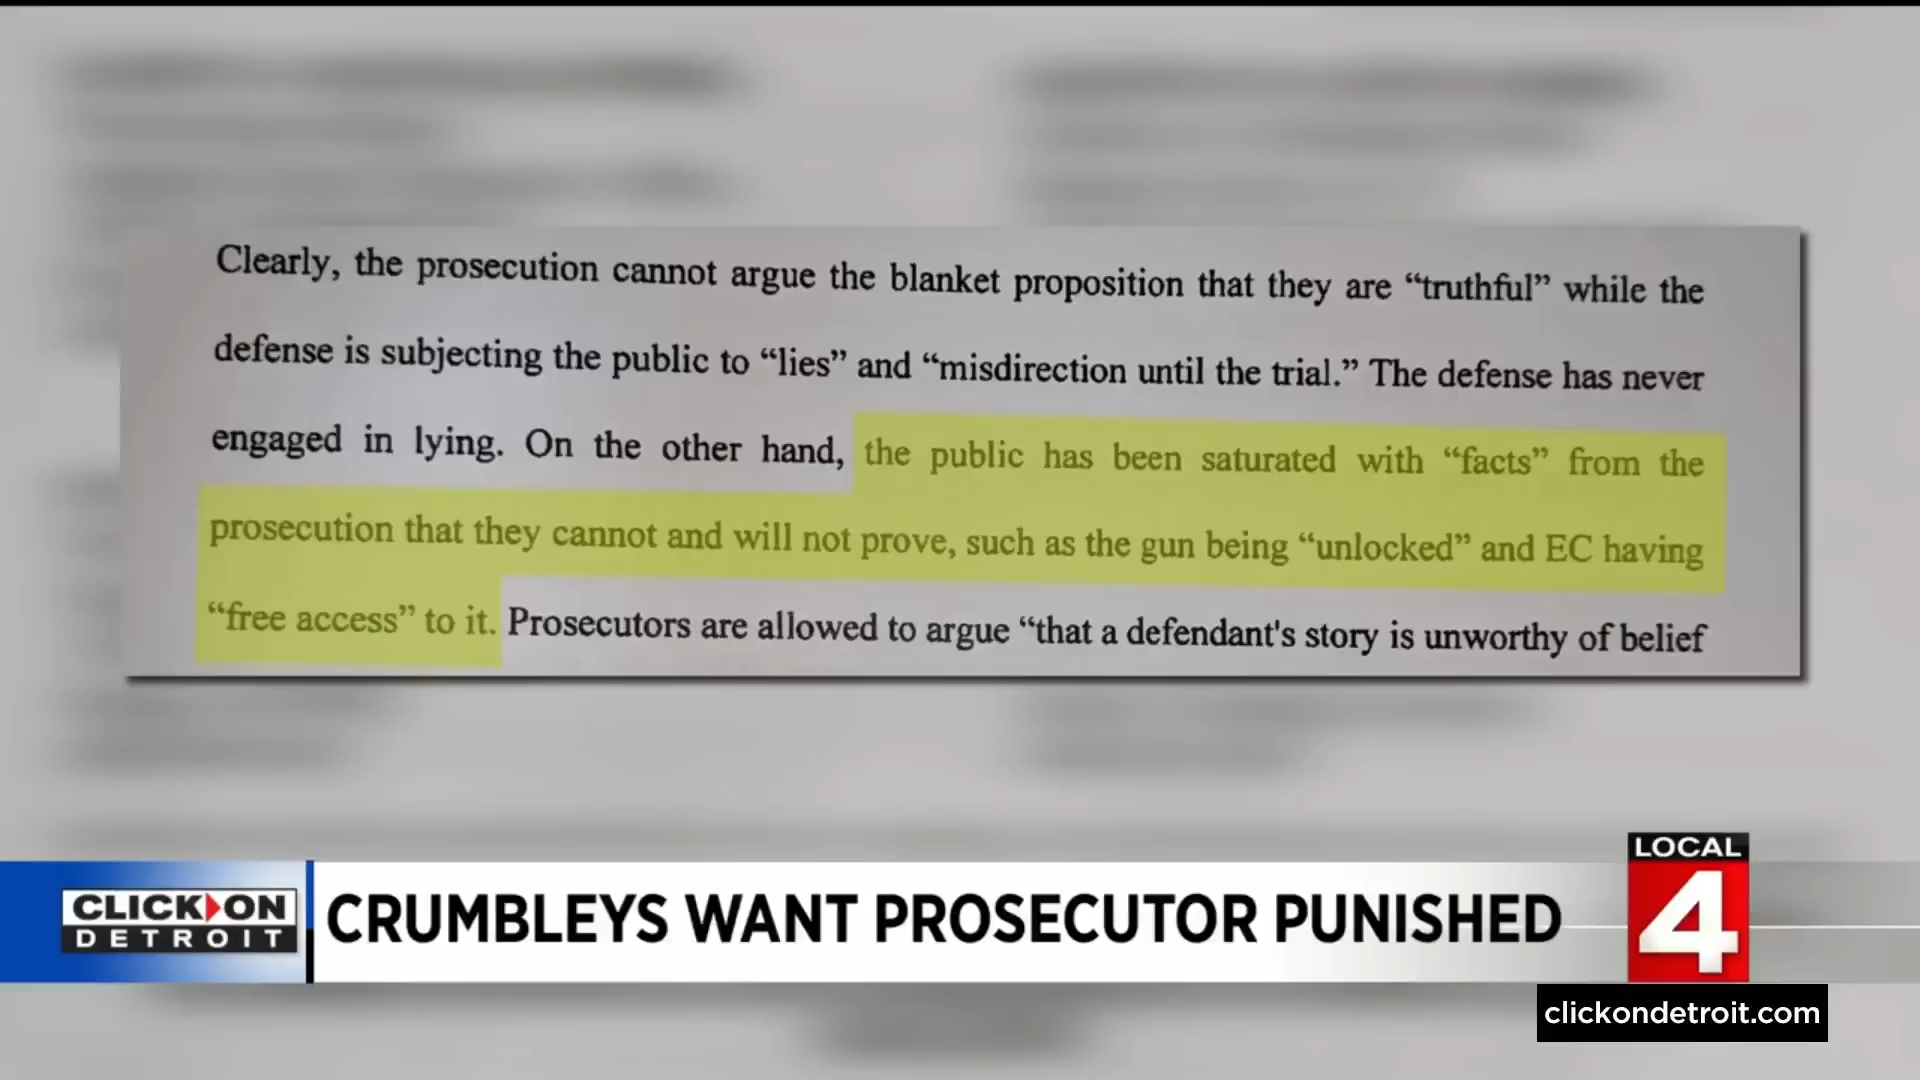 Clearly, the prosecution cannot argue the blanket proposition that they are “truthful” while the
defense is subjecting the public to “lies” and “misdirection until the trial.” The defense has never
engaged in lying. On the other hand, the public has been saturated with “facts” from the
prosecution that they cannot and will not prove, such as the gun being “unlocked” and EC having
“free access” to it. Prosecutors are allowed to argue “that a defendant's story is unworthy of belief
CLICK ON
DETROIT
CRUMBLEYS WANT PROSECUTOR PUNISHED
LOCAL
4
clickondetroit.com